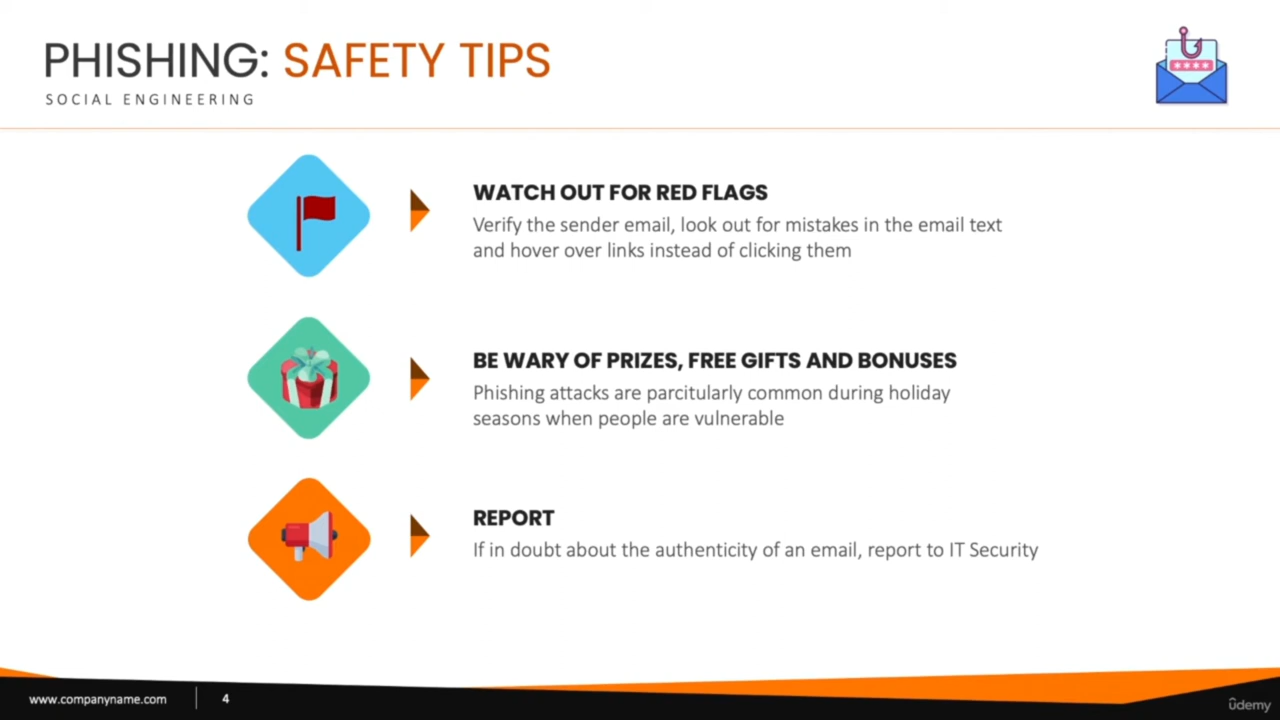 PHISHING: SAFETY TIPS
SOCIAL ENGINEERING
****
WATCH OUT FOR RED FLAGS
Verify the sender email, look out for mistakes in the email text
and hover over links instead of clicking them
BE WARY OF PRIZES, FREE GIFTS AND BONUSES
Phishing attacks are parcitularly common during holiday
seasons when people are vulnerable
REPORT
If in doubt about the authenticity of an email, report to IT Security
www.companyname.com
4
ûdemy